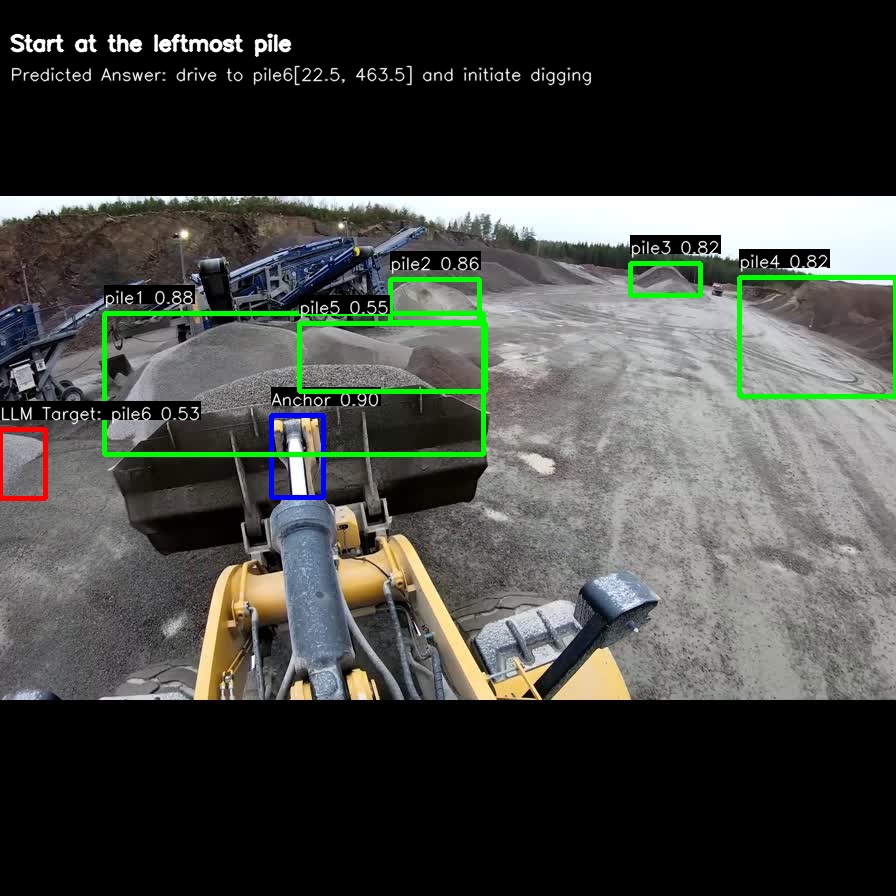 Start at the leftmost pile
Predicted Answer: drive to pile6[22.5, 463.5] and initiate digging
pile3 0.82
pile4 0.82
pile2 0.86
pile1 0.88
pile5 0.55
Anchor 0.90
LLM Target: pile6 0.53